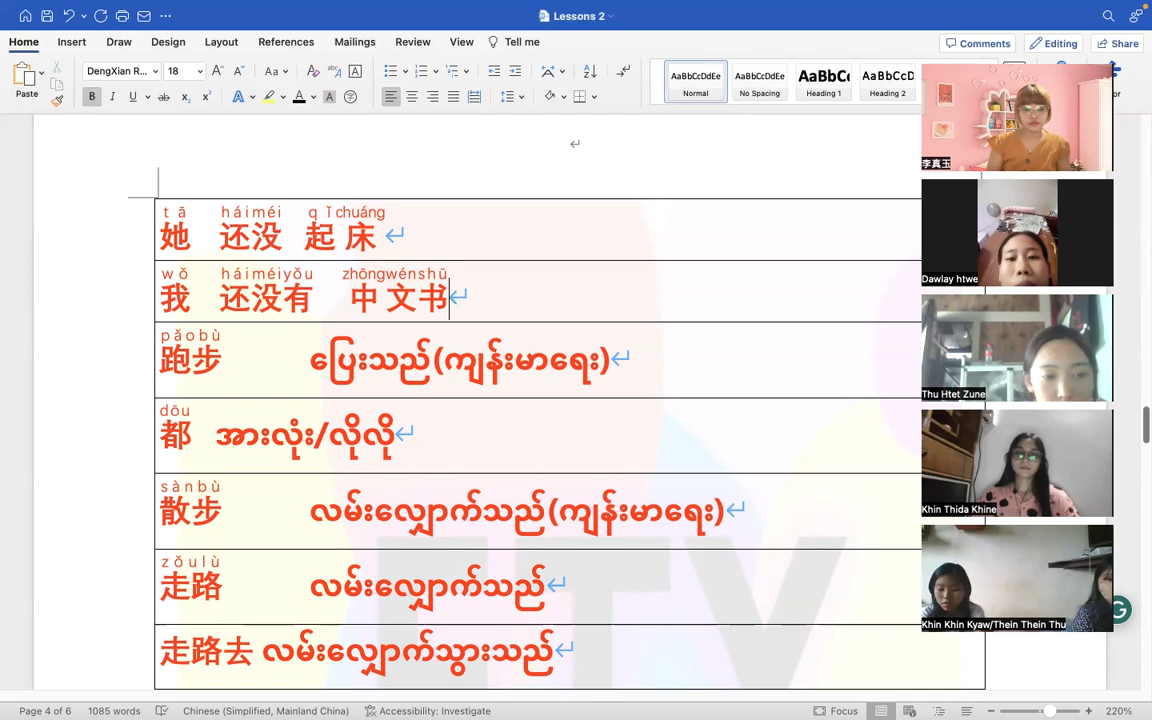 Lessons 2
Home Insert Draw Design Layout References Mailings Review View Tell me Comments Editing Share
Paste DengXian R... 18 AaBbCcDdEe Normal AaBbCcDdEe No Spacing AaBbC Heading 1 AaBbCcD Heading 2
李真玉
Dawlay htwe
Thu Htet Zune
Khin Thida Khine
Khin Khin Kyaw/Thein Thein Thu
tā háiméi qǐchuáng
她 还没 起床
wǒ háiméiyǒu zhōngwénshū
我 还没有 中文书
pǎobù
跑步 ပြေးသည်(ကျန်းမာရေး)
dōu
都 အားလုံး/လိုလို
sànbù
散步 လမ်းလျှောက်သည်(ကျန်းမာရေး)
zǒulù
走路 လမ်းလျှောက်သည်
走路去 လမ်းလျှောက်သွားသည်
ETV
Page 4 of 6 1085 words Chinese (Simplified, Mainland China) Accessibility: Investigate Focus 220%